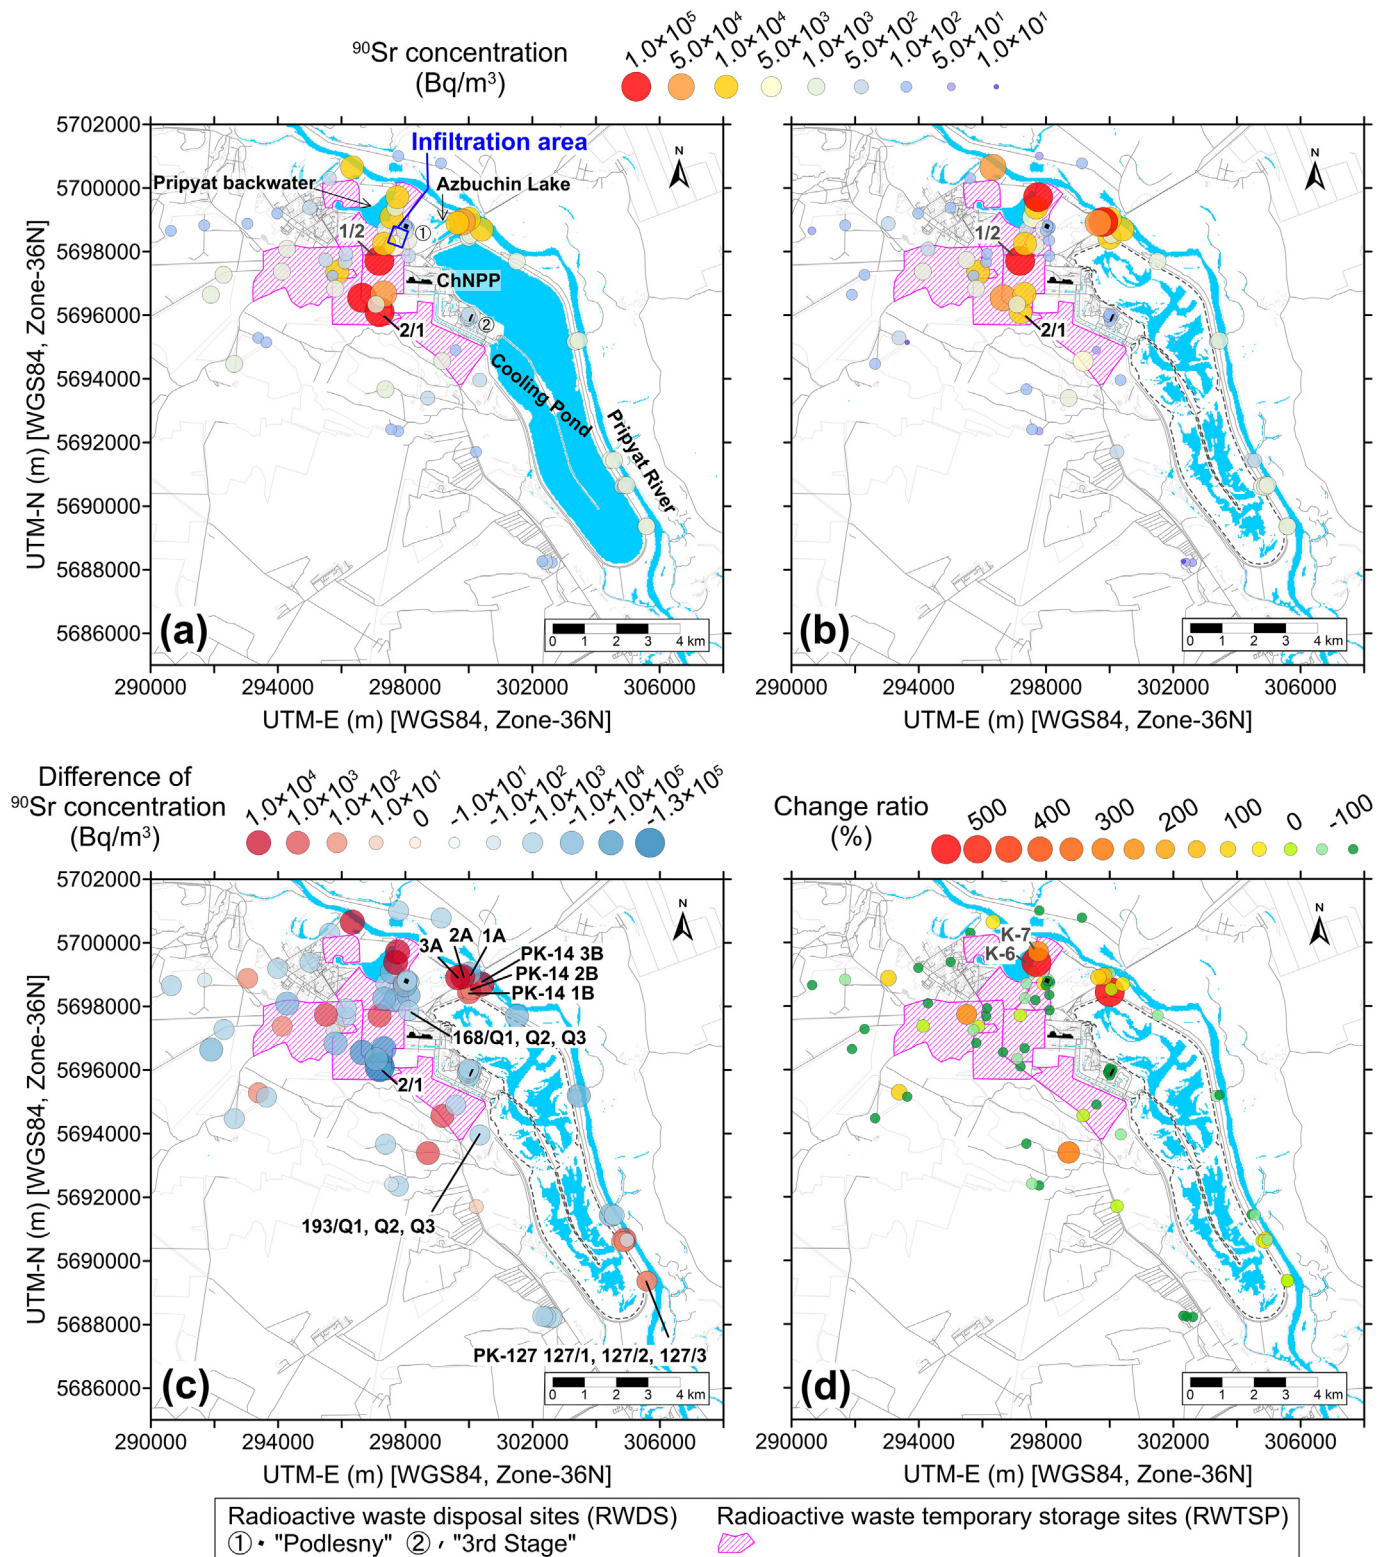 ⁹⁰Sr concentration
(Bq/m³)
1.0×10⁵ 5.0×10⁴ 1.0×10⁴ 5.0×10³ 1.0×10³ 5.0×10² 1.0×10² 5.0×10¹ 1.0×10¹
UTM-N (m) [WGS84, Zone-36N]
5702000
5700000
5698000
5696000
5694000
5692000
5690000
5688000
5686000
Infiltration area
N
Pripyat backwater
Azbuchin Lake
1/2
①
ChNPP
2/1
②
Cooling Pond
Pripyat River
(a)
0 1 2 3 4 km
290000 294000 298000 302000 306000
UTM-E (m) [WGS84, Zone-36N]
N
1/2
2/1
(b)
0 1 2 3 4 km
290000 294000 298000 302000 306000
UTM-E (m) [WGS84, Zone-36N]
Difference of
⁹⁰Sr concentration
(Bq/m³)
1.0×10⁴ 1.0×10³ 1.0×10² 1.0×10¹ 0 -1.0×10¹ -1.0×10² -1.0×10³ -1.0×10⁴ -1.0×10⁵ -1.3×10⁵
UTM-N (m) [WGS84, Zone-36N]
5702000
5700000
5698000
5696000
5694000
5692000
5690000
5688000
5686000
N
3A 2A 1A
PK-14 3B
PK-14 2B
PK-14 1B
168/Q1, Q2, Q3
2/1
193/Q1, Q2, Q3
PK-127 127/1, 127/2, 127/3
(c)
0 1 2 3 4 km
290000 294000 298000 302000 306000
UTM-E (m) [WGS84, Zone-36N]
Change ratio
(%)
500 400 300 200 100 0 -100
N
K-7
K-6
(d)
0 1 2 3 4 km
290000 294000 298000 302000 306000
UTM-E (m) [WGS84, Zone-36N]
Radioactive waste disposal sites (RWDS)
① "Podlesny" ② "3rd Stage"
Radioactive waste temporary storage sites (RWTSP)